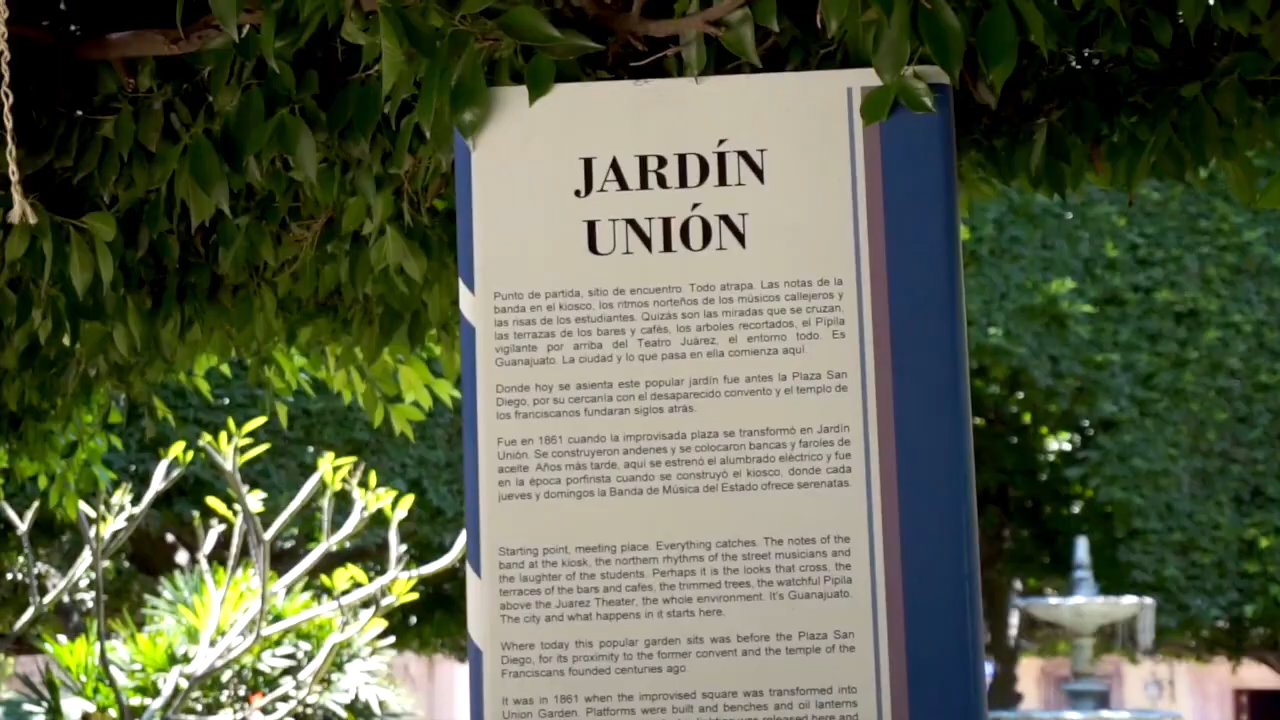 JARDÍN
UNIÓN
Punto de partida, sitio de encuentro. Todo atrapa. Las notas de la
banda en el kiosco, los ritmos norteños de los músicos callejeros y
las risas de los estudiantes. Quizás son las miradas que se cruzan,
las terrazas de los bares y cafés, los arboles recortados, el Pípila
vigilante por arriba del Teatro Juárez, el entorno todo. Es
Guanajuato. La ciudad y lo que pasa en ella comienza aquí.
Donde hoy se asienta este popular jardín fue antes la Plaza San
Diego, por su cercanía con el desaparecido convento y el templo de
los franciscanos fundaran siglos atrás.
Fue en 1861 cuando la improvisada plaza se transformó en Jardín
Unión. Se construyeron andenes y se colocaron bancas y faroles de
aceite. Años más tarde, aquí se estrenó el alumbrado eléctrico y fue
en la época porfirista cuando se construyó el kiosco, donde cada
jueves y domingos la Banda de Música del Estado ofrece serenatas.
Starting point, meeting place. Everything catches. The notes of the
band at the kiosk, the northern rhythms of the street musicians and
the laughter of the students. Perhaps it is the looks that cross, the
terraces of the bars and cafes, the trimmed trees, the watchful Pipila
above the Juarez Theater, the whole environment. It's Guanajuato.
The city and what happens in it starts here.
Where today this popular garden sits was before the Plaza San
Diego, for its proximity to the former convent and the temple of the
Franciscans founded centuries ago.
It was in 1861 when the improvised square was transformed into
Union Garden. Platforms were built and benches and oil lanterns
lighting was released here and